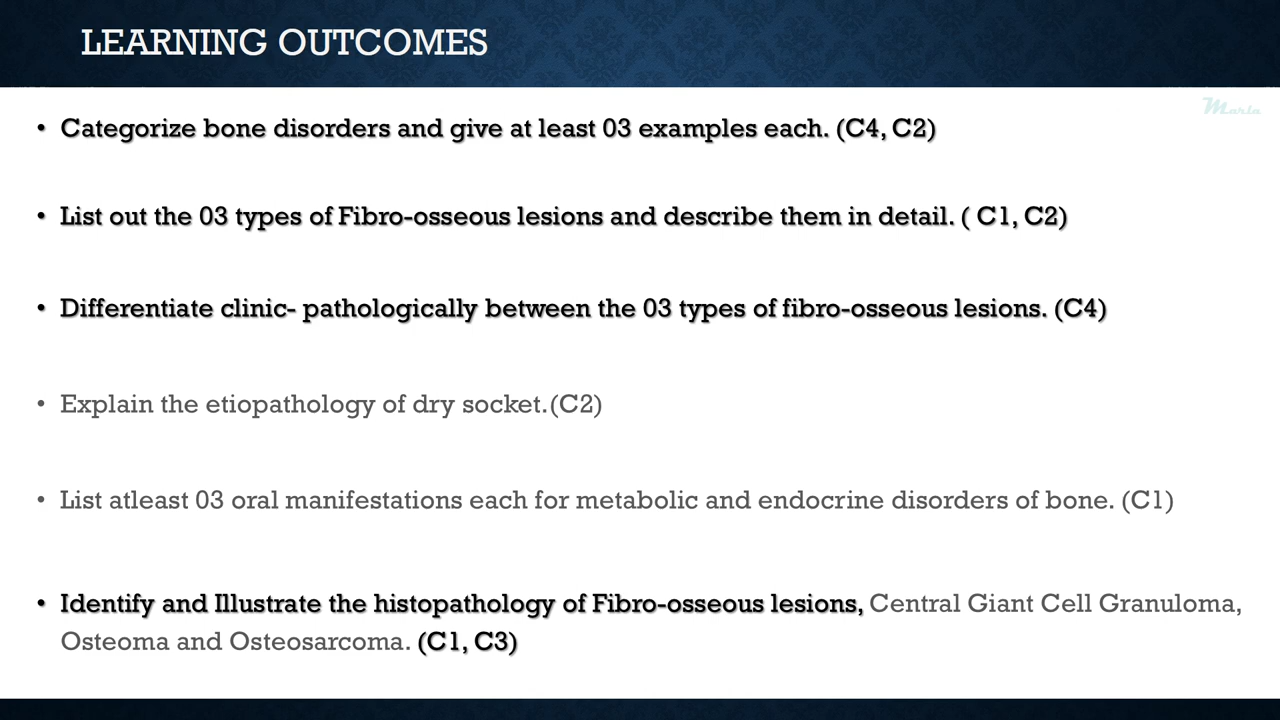 LEARNING OUTCOMES
Maria
• Categorize bone disorders and give at least 03 examples each. (C4, C2)
• List out the 03 types of Fibro-osseous lesions and describe them in detail. ( C1, C2)
• Differentiate clinic- pathologically between the 03 types of fibro-osseous lesions. (C4)
• Explain the etiopathology of dry socket.(C2)
• List atleast 03 oral manifestations each for metabolic and endocrine disorders of bone. (C1)
• Identify and Illustrate the histopathology of Fibro-osseous lesions, Central Giant Cell Granuloma,
Osteoma and Osteosarcoma. (C1, C3)